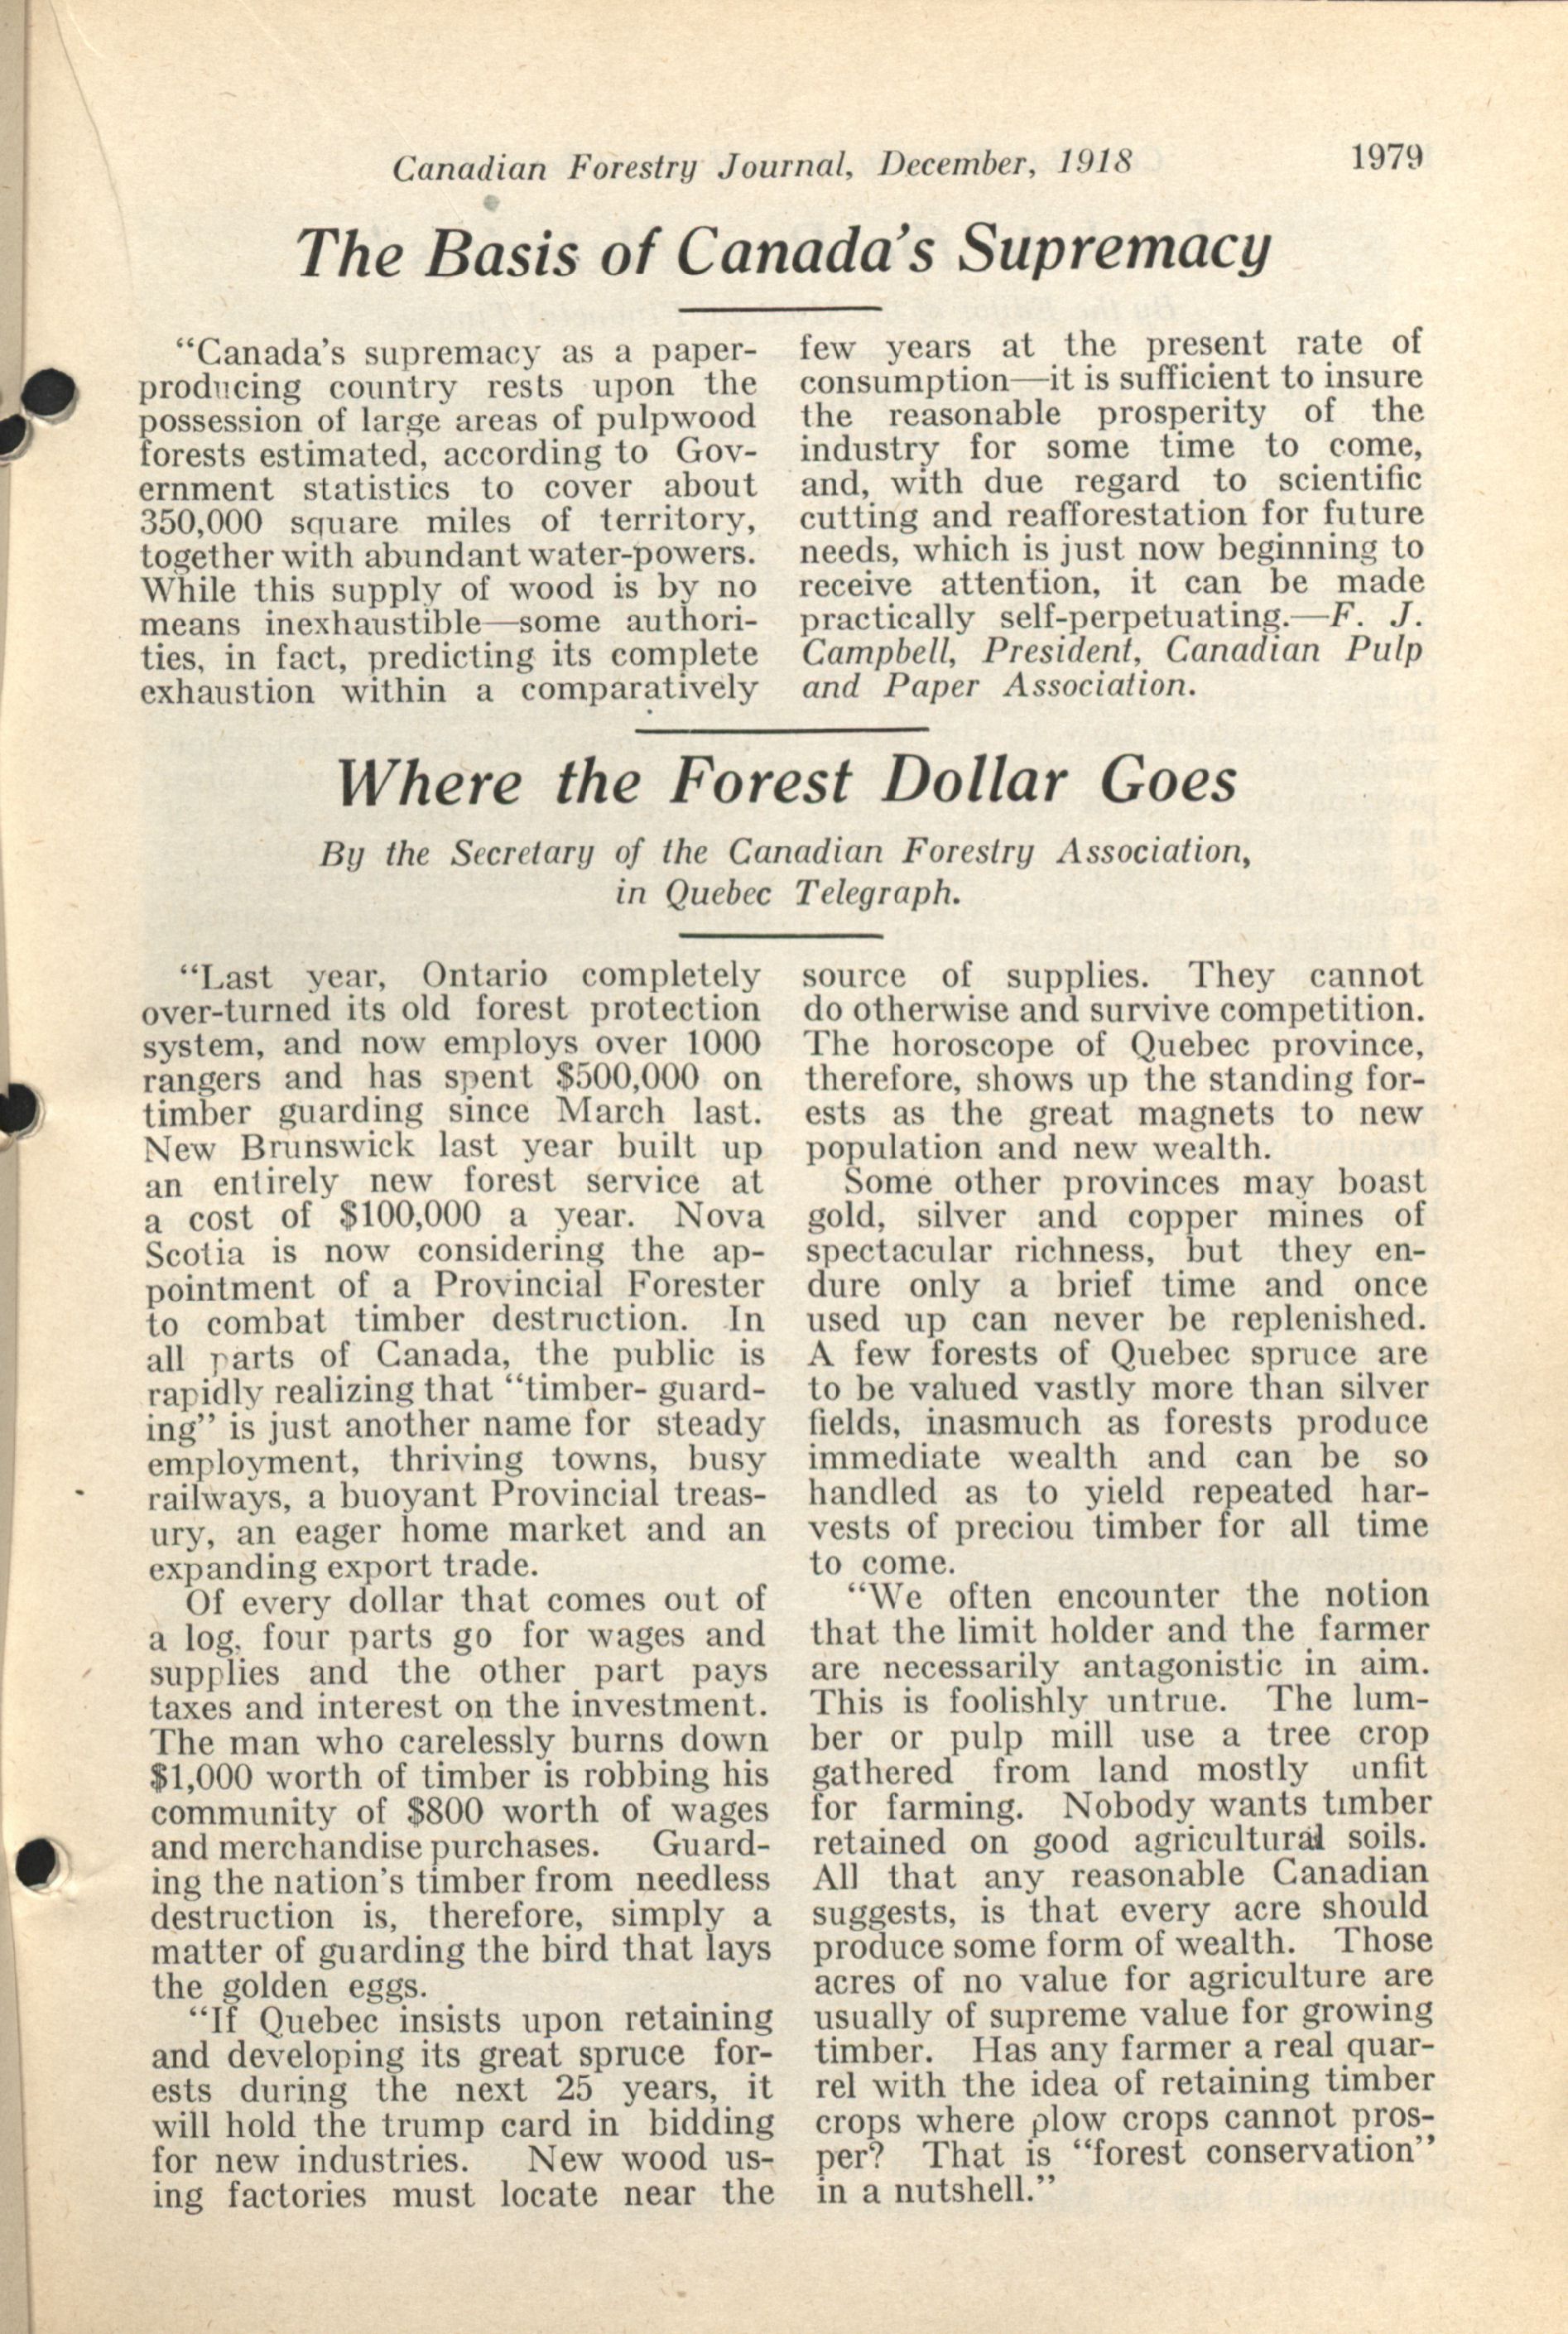 Canadian Forestry Journal, December, 1918 1979
The Basis of Canada's Supremacy
"Canada's supremacy as a paper-
producing country rests upon the
possession of large areas of pulpwood
forests estimated, according to Gov-
ernment statistics to cover about
350,000 square miles of territory,
together with abundant water-powers.
While this supply of wood is by no
means inexhaustible—some authori-
ties, in fact, predicting its complete
exhaustion within a comparatively
few years at the present rate of
consumption—it is sufficient to insure
the reasonable prosperity of the
industry for some time to come,
and, with due regard to scientific
cutting and reafforestation for future
needs, which is just now beginning to
receive attention, it can be made
practically self-perpetuating.—F. J.
Campbell, President, Canadian Pulp
and Paper Association.
Where the Forest Dollar Goes
By the Secretary of the Canadian Forestry Association,
in Quebec Telegraph.
"Last year, Ontario completely
over-turned its old forest protection
system, and now employs over 1000
rangers and has spent $500,000 on
timber guarding since March last.
New Brunswick last year built up
an entirely new forest service at
a cost of $100,000 a year. Nova
Scotia is now considering the ap-
pointment of a Provincial Forester
to combat timber destruction. In
all parts of Canada, the public is
rapidly realizing that "timber- guard-
ing" is just another name for steady
employment, thriving towns, busy
railways, a buoyant Provincial treas-
ury, an eager home market and an
expanding export trade.
Of every dollar that comes out of
a log, four parts go for wages and
supplies and the other part pays
taxes and interest on the investment.
The man who carelessly burns down
$1,000 worth of timber is robbing his
community of $800 worth of wages
and merchandise purchases. Guard-
ing the nation's timber from needless
destruction is, therefore, simply a
matter of guarding the bird that lays
the golden eggs.
"If Quebec insists upon retaining
and developing its great spruce for-
ests during the next 25 years, it
will hold the trump card in bidding
for new industries. New wood us-
ing factories must locate near the
source of supplies. They cannot
do otherwise and survive competition.
The horoscope of Quebec province,
therefore, shows up the standing for-
ests as the great magnets to new
population and new wealth.
Some other provinces may boast
gold, silver and copper mines of
spectacular richness, but they en-
dure only a brief time and once
used up can never be replenished.
A few forests of Quebec spruce are
to be valued vastly more than silver
fields, inasmuch as forests produce
immediate wealth and can be so
handled as to yield repeated har-
vests of preciou timber for all time
to come.
"We often encounter the notion
that the limit holder and the farmer
are necessarily antagonistic in aim.
This is foolishly untrue. The lum-
ber or pulp mill use a tree crop
gathered from land mostly unfit
for farming. Nobody wants timber
retained on good agricultural soils.
All that any reasonable Canadian
suggests, is that every acre should
produce some form of wealth. Those
acres of no value for agriculture are
usually of supreme value for growing
timber. Has any farmer a real quar-
rel with the idea of retaining timber
crops where plow crops cannot pros-
per? That is "forest conservation"
in a nutshell."